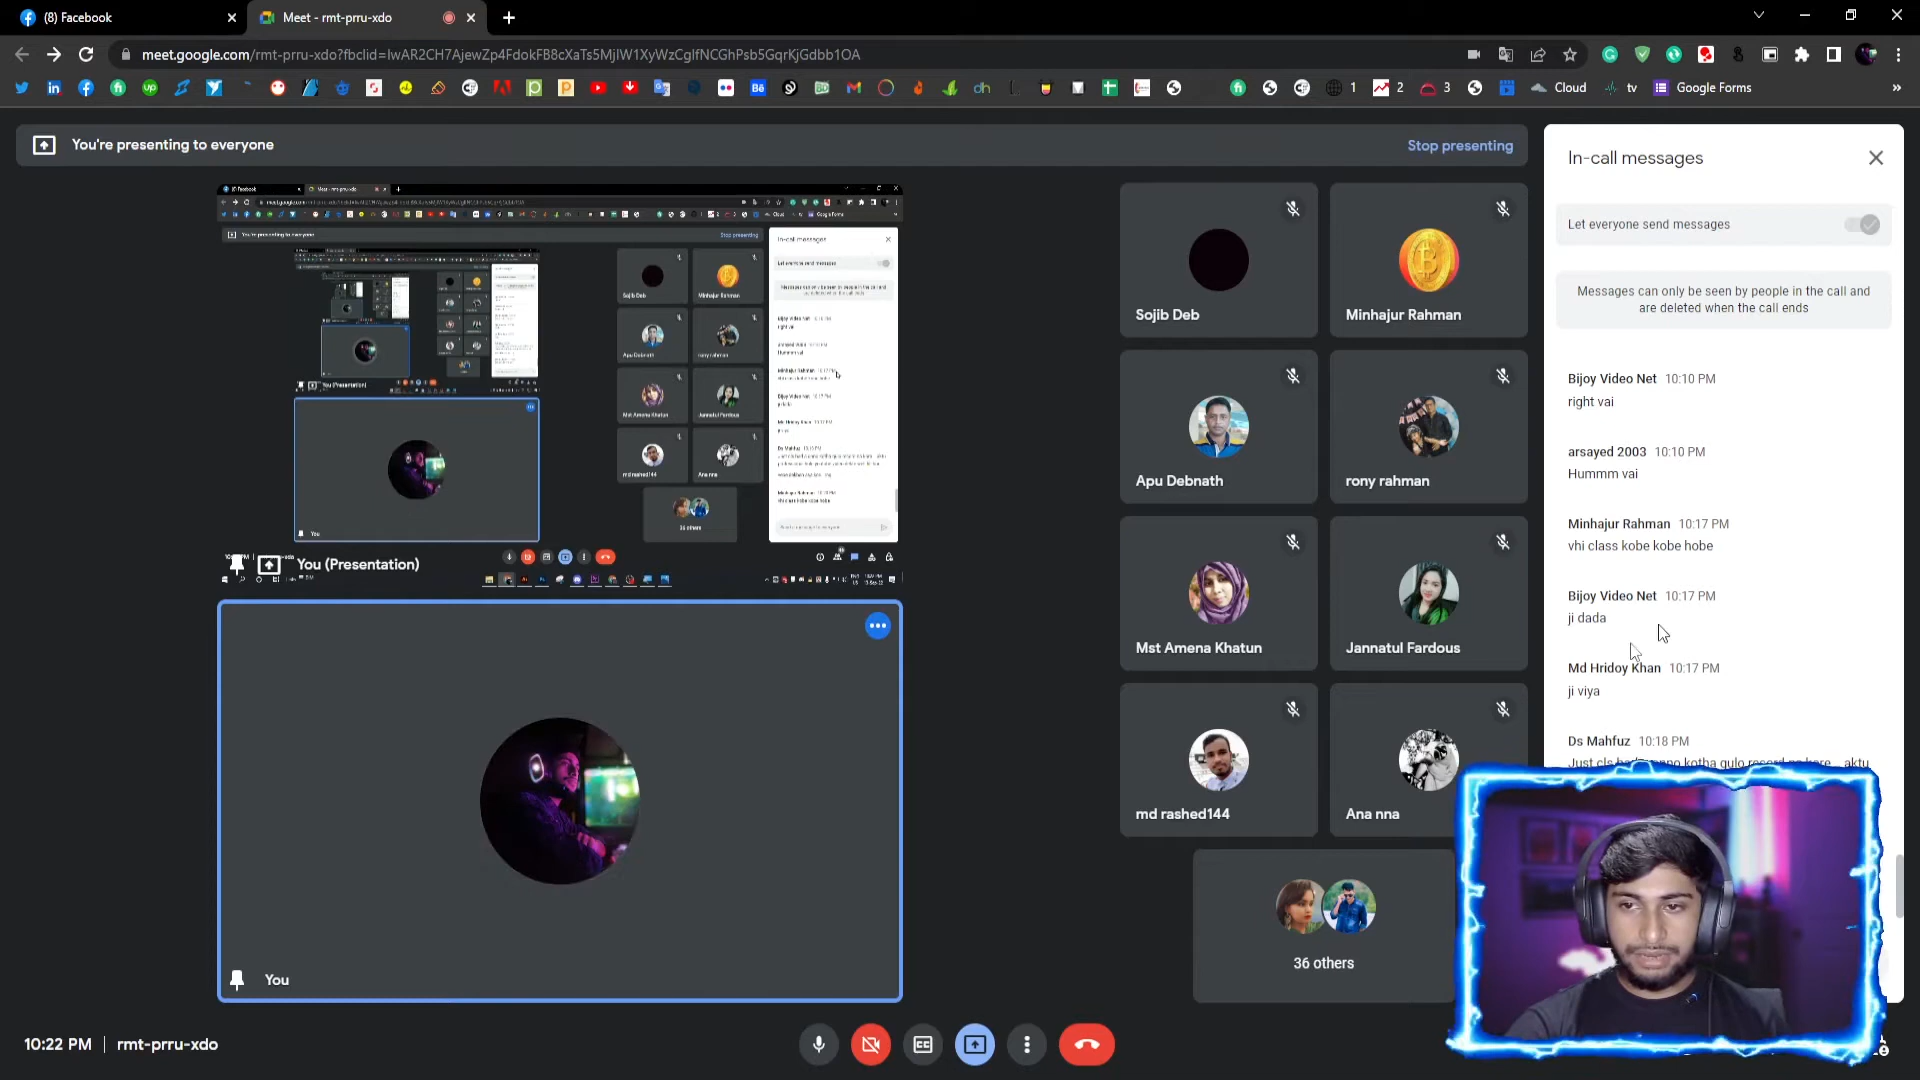 (8) Facebook
Meet - rmt-prru-xdo
meet.google.com/rmt-prru-xdo?fbclid=IwAR2CH7AjewZp4FdokFB8cXaTs5MjlW1XyWzCglfNCGhPsb5GqrKjGdbb1OA
1
2
3
Cloud
tv
Google Forms
You're presenting to everyone
Stop presenting
In-call messages
Let everyone send messages
Messages can only be seen by people in the call and
are deleted when the call ends
Bijoy Video Net 10:10 PM
right vai
arsayed 2003 10:10 PM
Hummm vai
Minhajur Rahman 10:17 PM
vhi class kobe kobe hobe
Bijoy Video Net 10:17 PM
ji dada
Md Hridoy Khan 10:17 PM
ji viya
Ds Mahfuz 10:18 PM
Sojib Deb
Minhajur Rahman
Apu Debnath
rony rahman
Mst Amena Khatun
Jannatul Fardous
md rashed144
Ana nna
36 others
You (Presentation)
You
10:22 PM | rmt-prru-xdo